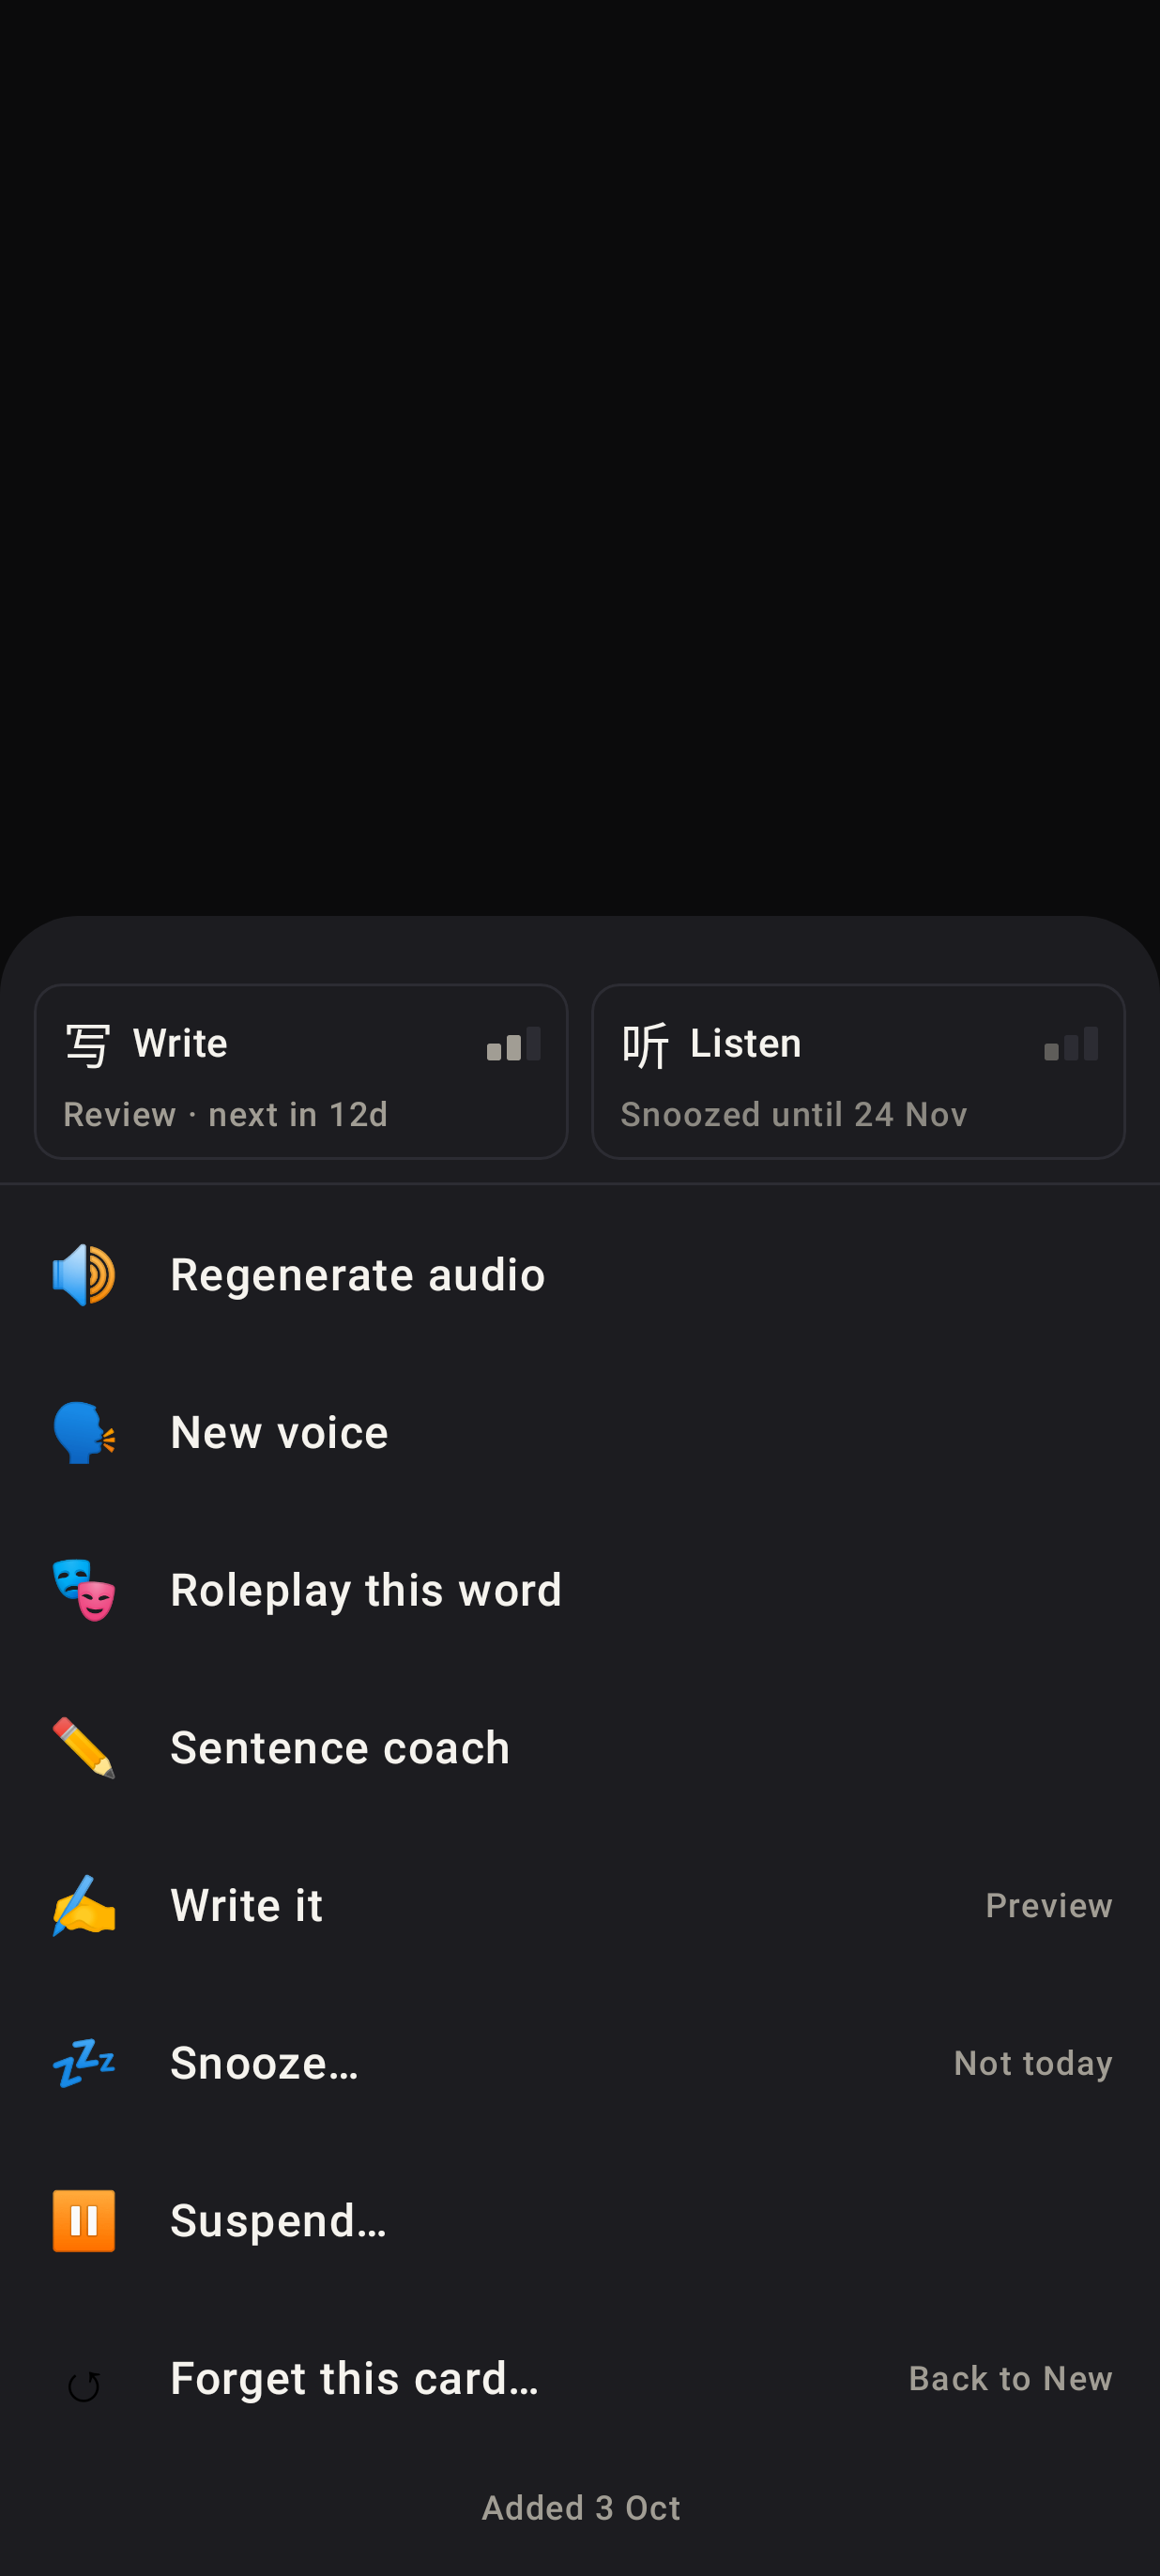 写 Write
Review · next in 12d
听 Listen
Snoozed until 24 Nov
Regenerate audio
New voice
Roleplay this word
Sentence coach
Write it Preview
Snooze… Not today
Suspend…
Forget this card… Back to New
Added 3 Oct